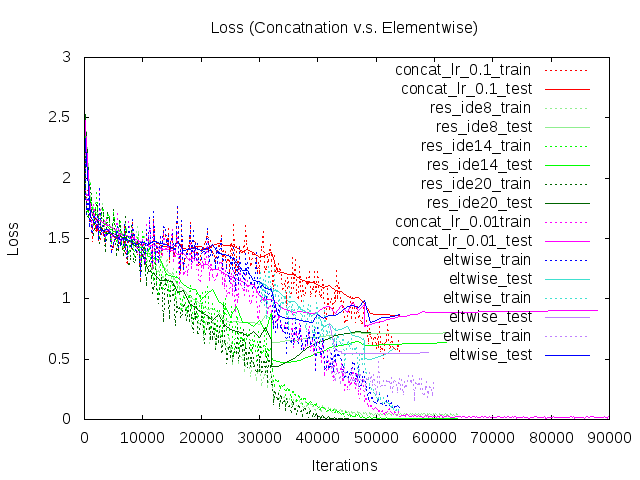 Loss (Concatnation v.s. Elementwise)
3
2.5
2
1.5
1
0.5
0
Loss
concat_lr_0.1_train
concat_lr_0.1_test
res_ide8_train
res_ide8_test
res_ide14_train
res_ide14_test
res_ide20_train
res_ide20_test
concat_lr_0.01train
concat_lr_0.01_test
eltwise_train
eltwise_test
eltwise_train
eltwise_test
eltwise_train
eltwise_test
0 10000 20000 30000 40000 50000 60000 70000 80000 90000
Iterations